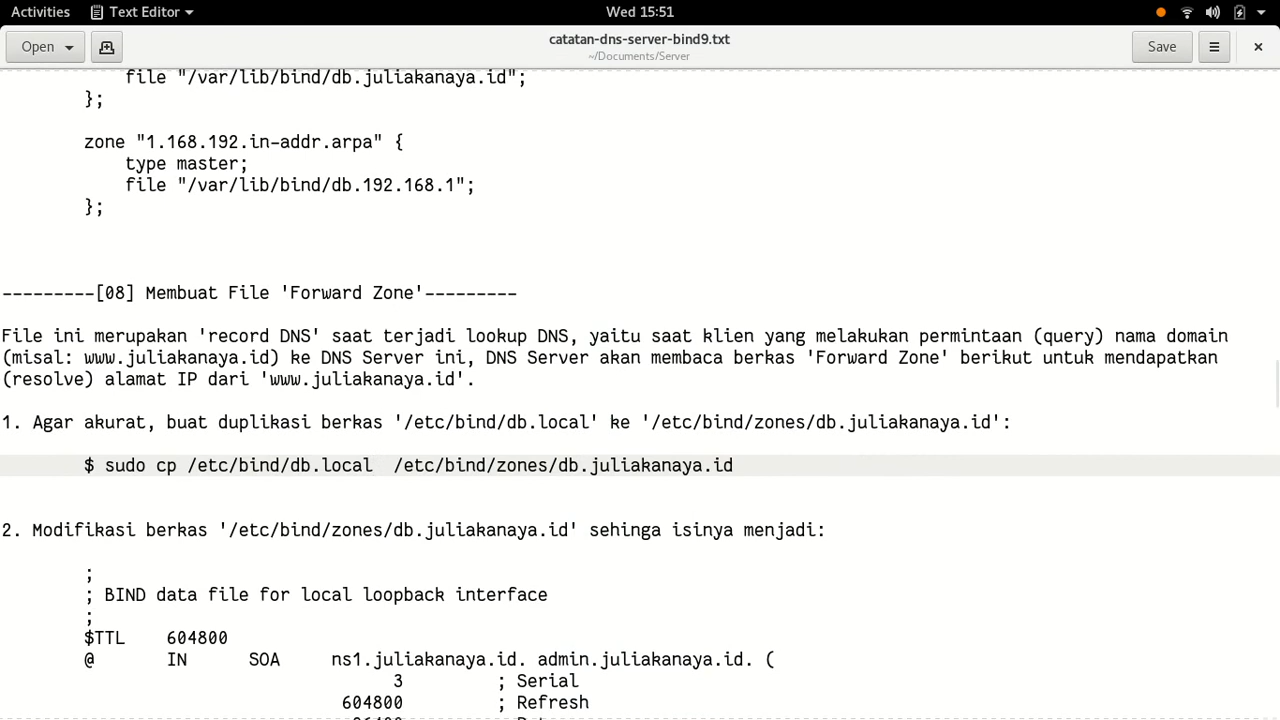 Activities Text Editor Wed 15:51
Open catatan-dns-server-bind9.txt Save
~/Documents/Server
file "/var/lib/bind/db.juliakanaya.id";
};
zone "1.168.192.in-addr.arpa" {
type master;
file "/var/lib/bind/db.192.168.1";
};
---------[08] Membuat File 'Forward Zone'---------
File ini merupakan 'record DNS' saat terjadi lookup DNS, yaitu saat klien yang melakukan permintaan (query) nama domain
(misal: www.juliakanaya.id) ke DNS Server ini, DNS Server akan membaca berkas 'Forward Zone' berikut untuk mendapatkan
(resolve) alamat IP dari 'www.juliakanaya.id'.
1. Agar akurat, buat duplikasi berkas '/etc/bind/db.local' ke '/etc/bind/zones/db.juliakanaya.id':
$ sudo cp /etc/bind/db.local  /etc/bind/zones/db.juliakanaya.id
2. Modifikasi berkas '/etc/bind/zones/db.juliakanaya.id' sehinga isinya menjadi:
;
; BIND data file for local loopback interface
;
$TTL 604800
@ IN SOA ns1.juliakanaya.id. admin.juliakanaya.id. (
3 ; Serial
604800 ; Refresh